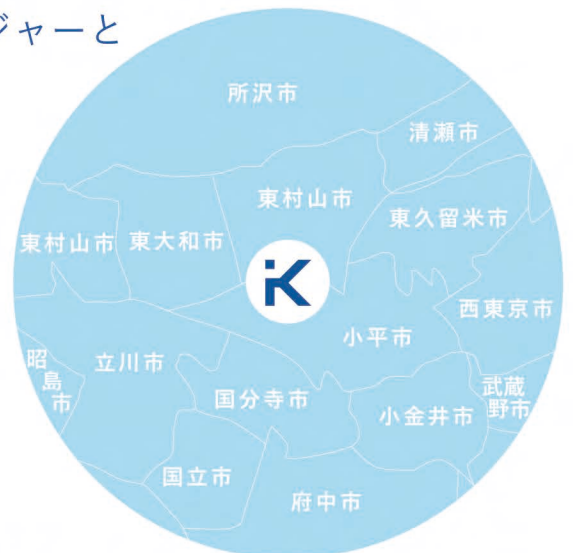 ジャーと
所沢市
清瀬市
東村山市
東久留米市
東村山市
東大和市
西東京市
小平市
昭島市
立川市
武蔵
野市
国分寺市
小金井市
国立市
府中市